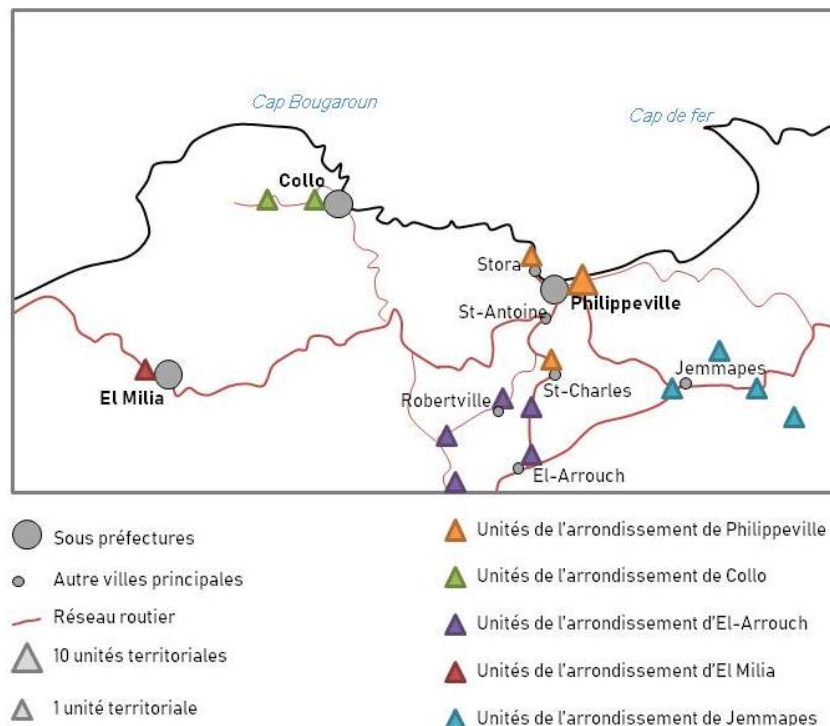 Cap Bougaroun
Cap de fer
Collo
Stora
Philippeville
St-Antoine
Jemmapes
El Milia
Robertville
St-Charles
El-Arrouch
Sous préfectures
Autre villes principales
Réseau routier
10 unités territoriales
1 unité territoriale
Unités de l'arrondissement de Philippeville
Unités de l'arrondissement de Collo
Unités de l'arrondissement d'El-Arrouch
Unités de l'arrondissement d'El Milia
Unités de l'arrondissement de Jemmapes